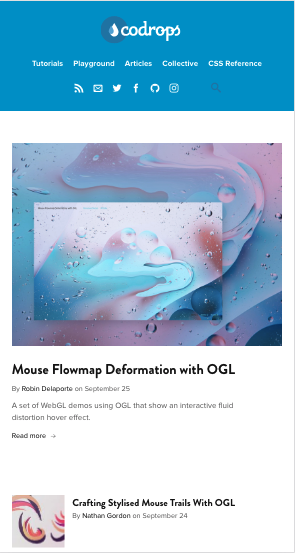 codrops
Tutorials Playground Articles Collective CSS Reference
Mouse Flowmap Deformation with OGL
By Robin Delaporte on September 25
A set of WebGL demos using OGL that show an interactive fluid
distortion hover effect.
Read more →
Crafting Stylised Mouse Trails With OGL
By Nathan Gordon on September 24